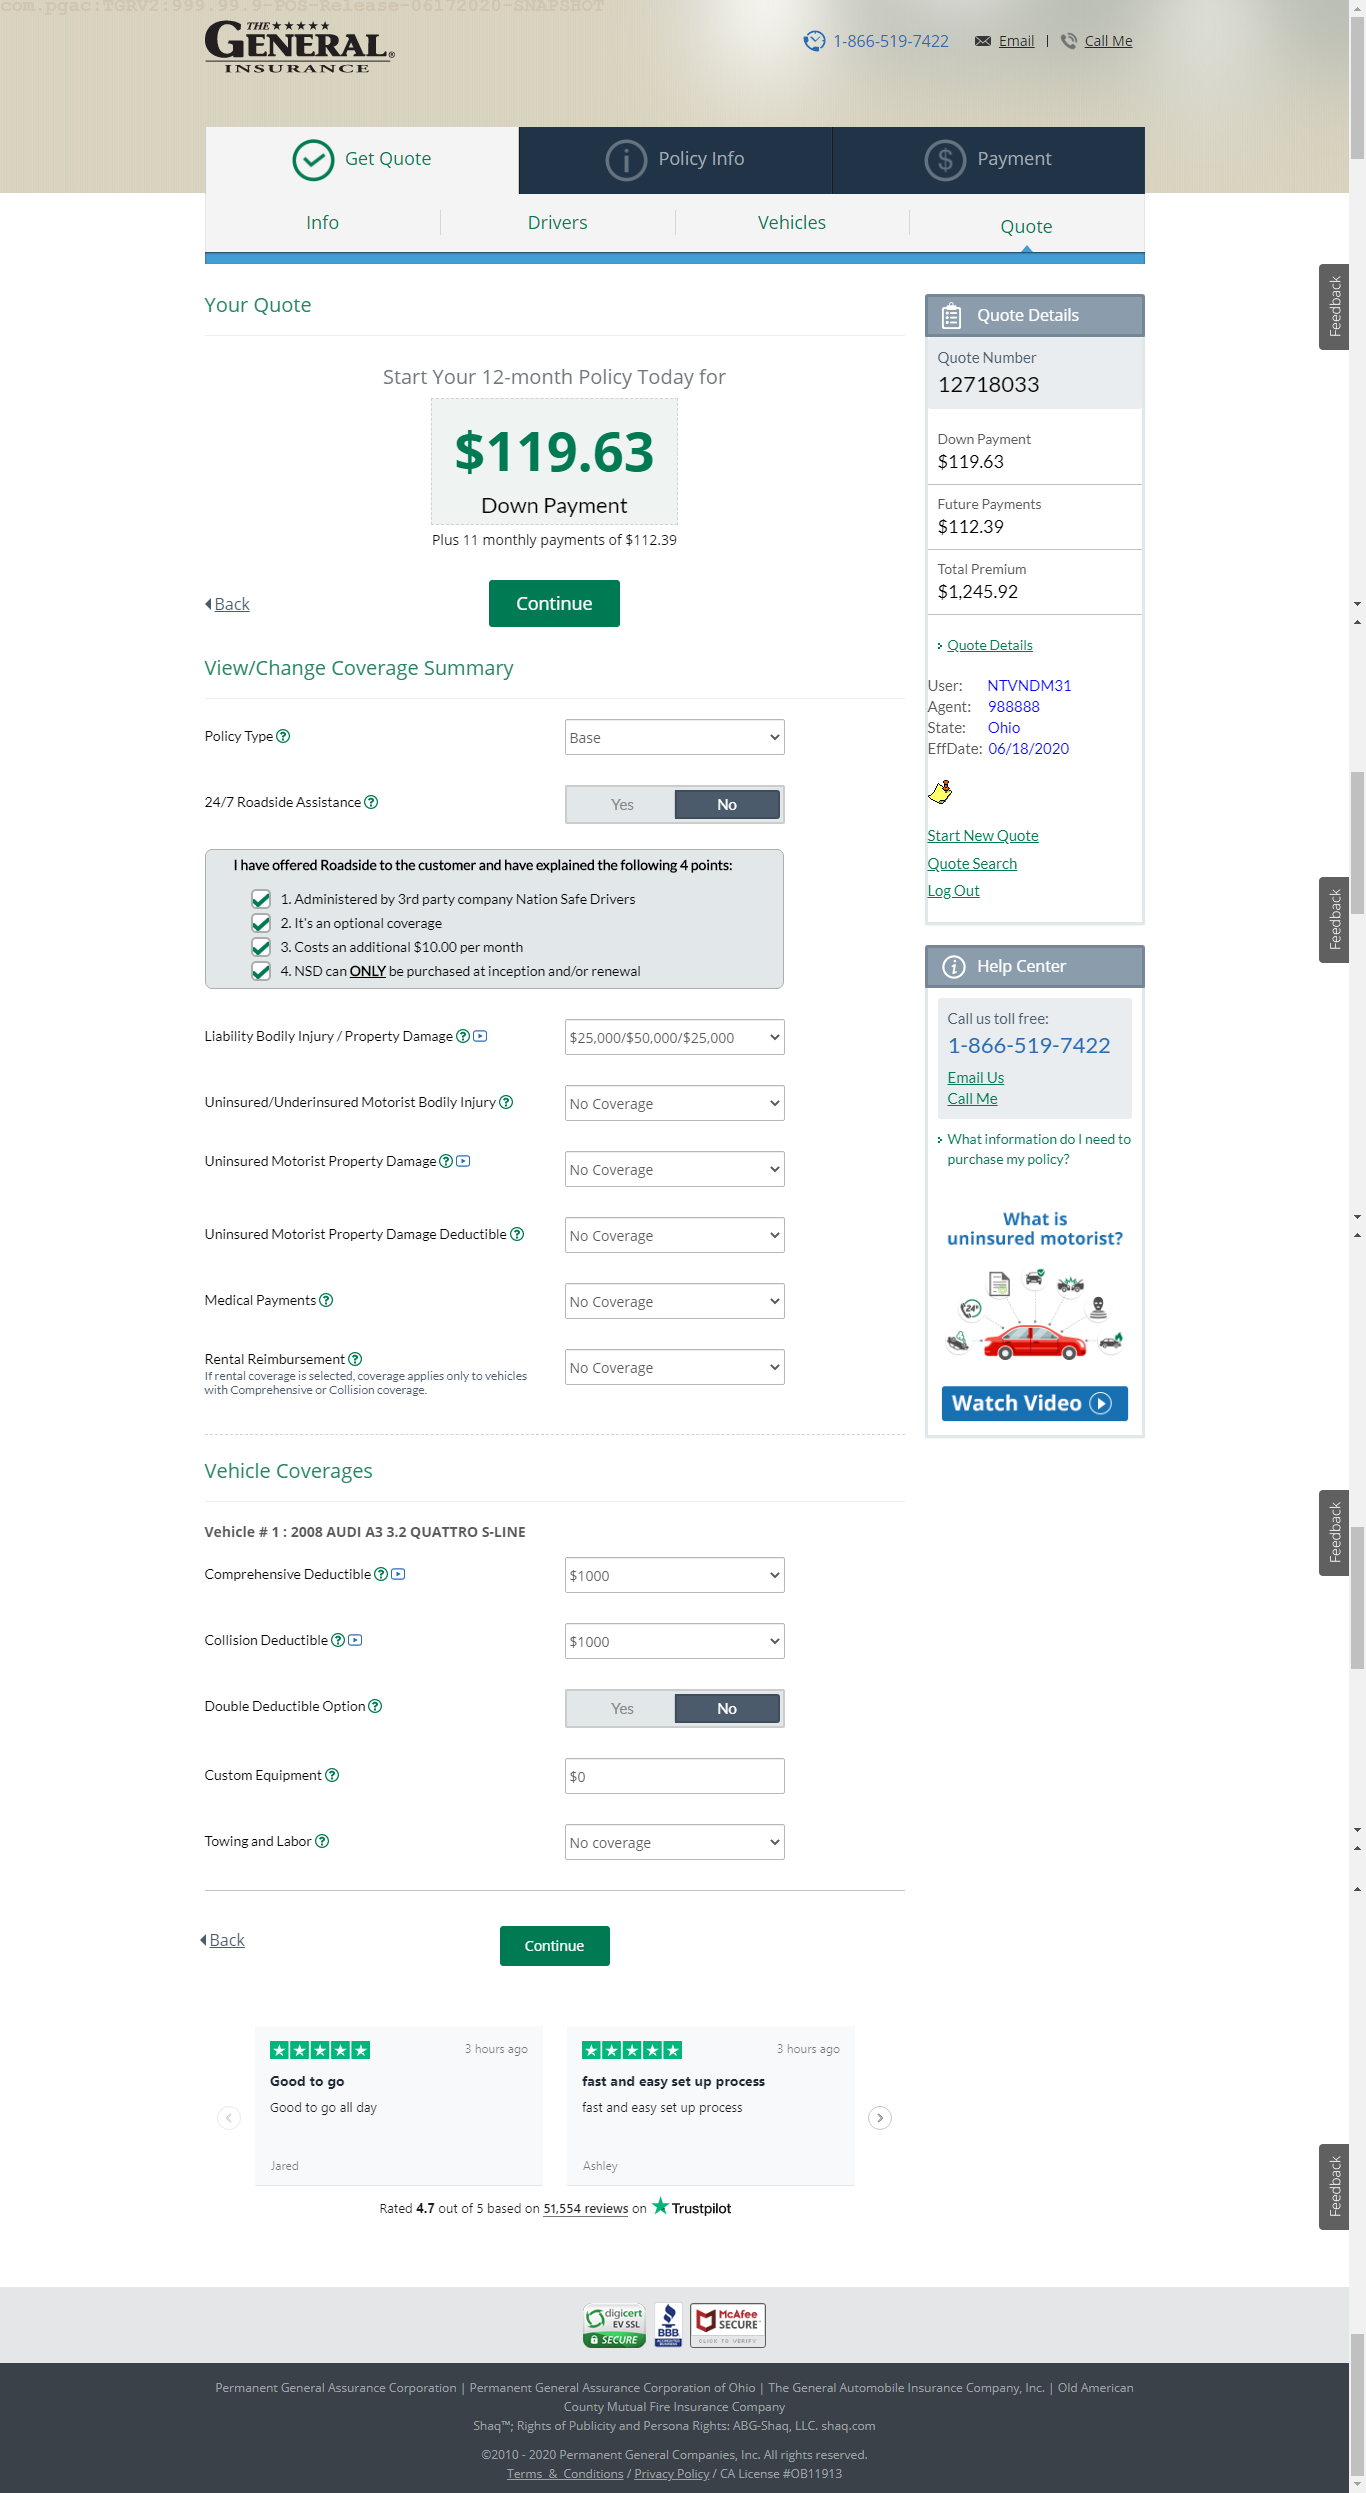 com.pgac:TGRV2:999.99.9-POS-Release-06172020-SNAPSHOT
THE
GENERAL®
INSURANCE
1-866-519-7422
Email | Call Me
Get Quote
Policy Info
Payment
Info
Drivers
Vehicles
Quote
Your Quote
Start Your 12-month Policy Today for
$119.63
Down Payment
Plus 11 monthly payments of $112.39
Back
Continue
View/Change Coverage Summary
Policy Type
Base
24/7 Roadside Assistance
Yes No
I have offered Roadside to the customer and have explained the following 4 points:
1. Administered by 3rd party company Nation Safe Drivers
2. It's an optional coverage
3. Costs an additional $10.00 per month
4. NSD can ONLY be purchased at inception and/or renewal
Liability Bodily Injury / Property Damage
$25,000/$50,000/$25,000
Uninsured/Underinsured Motorist Bodily Injury
No Coverage
Uninsured Motorist Property Damage
No Coverage
Uninsured Motorist Property Damage Deductible
No Coverage
Medical Payments
No Coverage
Rental Reimbursement
No Coverage
If rental coverage is selected, coverage applies only to vehicles
with Comprehensive or Collision coverage.
Vehicle Coverages
Vehicle # 1 : 2008 AUDI A3 3.2 QUATTRO S-LINE
Comprehensive Deductible
$1000
Collision Deductible
$1000
Double Deductible Option
Yes No
Custom Equipment
$0
Towing and Labor
No coverage
Back
Continue
Quote Details
Quote Number
12718033
Down Payment
$119.63
Future Payments
$112.39
Total Premium
$1,245.92
Quote Details
User: NTVNDM31
Agent: 988888
State: Ohio
EffDate: 06/18/2020
Start New Quote
Quote Search
Log Out
Help Center
Call us toll free:
1-866-519-7422
Email Us
Call Me
What information do I need to
purchase my policy?
What is
uninsured motorist?
24
Watch Video
Feedback
Feedback
Feedback
Feedback
3 hours ago
Good to go
Good to go all day
Jared
3 hours ago
fast and easy set up process
fast and easy set up process
Ashley
Rated 4.7 out of 5 based on 51,554 reviews on Trustpilot
digicert
EV SSL
SECURE
BBB
ACCREDITED
BUSINESS
McAfee
SECURE
CLICK TO VERIFY
Permanent General Assurance Corporation | Permanent General Assurance Corporation of Ohio | The General Automobile Insurance Company, Inc. | Old American
County Mutual Fire Insurance Company
Shaq™; Rights of Publicity and Persona Rights: ABG-Shaq, LLC. shaq.com
©2010 - 2020 Permanent General Companies, Inc. All rights reserved.
Terms & Conditions / Privacy Policy / CA License #OB11913